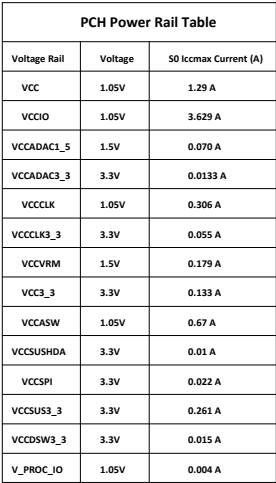 PCH Power Rail Table
Voltage Rail Voltage S0 Iccmax Current (A)
VCC 1.05V 1.29 A
VCCIO 1.05V 3.629 A
VCCADAC1_5 1.5V 0.070 A
VCCADAC3_3 3.3V 0.0133 A
VCCCLK 1.05V 0.306 A
VCCCLK3_3 3.3V 0.055 A
VCCVRM 1.5V 0.179 A
VCC3_3 3.3V 0.133 A
VCCASW 1.05V 0.67 A
VCCSUSHDA 3.3V 0.01 A
VCCSPI 3.3V 0.022 A
VCCSUS3_3 3.3V 0.261 A
VCCDSW3_3 3.3V 0.015 A
V_PROC_IO 1.05V 0.004 A